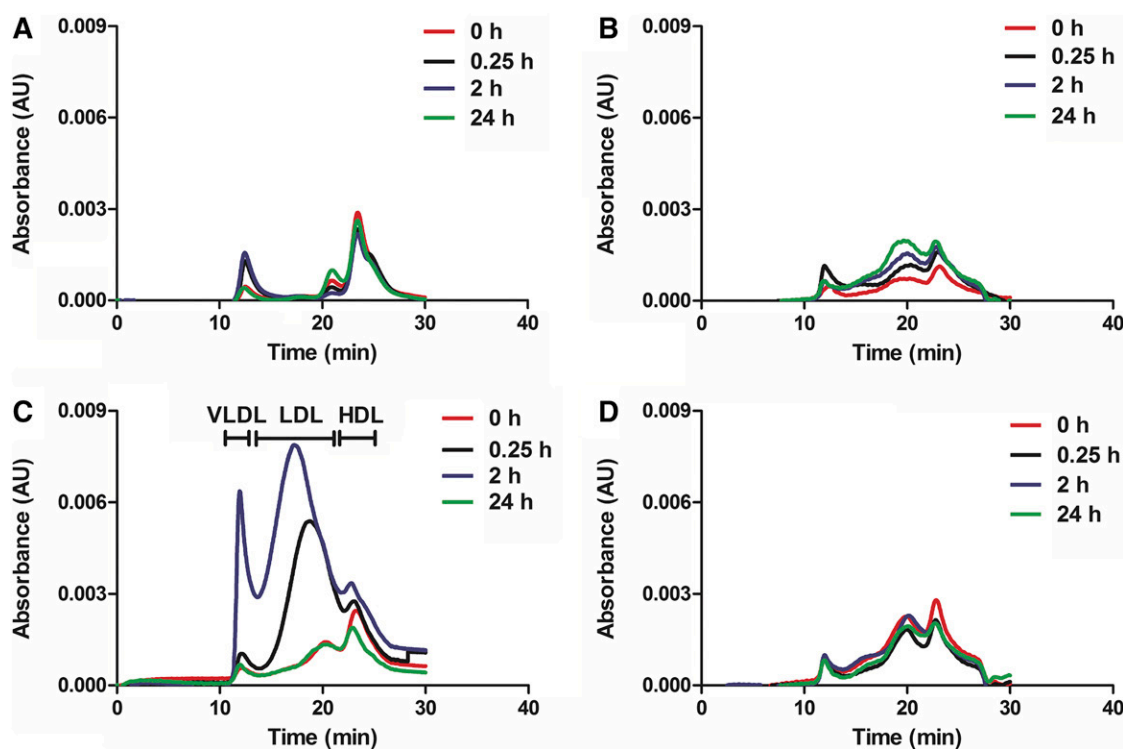 A
0.009
0.006
0.003
0.000
Absorbance (AU)
0 10 20 30 40
Time (min)
0 h
0.25 h
2 h
24 h
B
0.009
0.006
0.003
0.000
Absorbance (AU)
0 10 20 30 40
Time (min)
0 h
0.25 h
2 h
24 h
C
0.009
0.006
0.003
0.000
Absorbance (AU)
0 10 20 30 40
Time (min)
VLDL LDL HDL
0 h
0.25 h
2 h
24 h
D
0.009
0.006
0.003
0.000
Absorbance (AU)
0 10 20 30 40
Time (min)
0 h
0.25 h
2 h
24 h